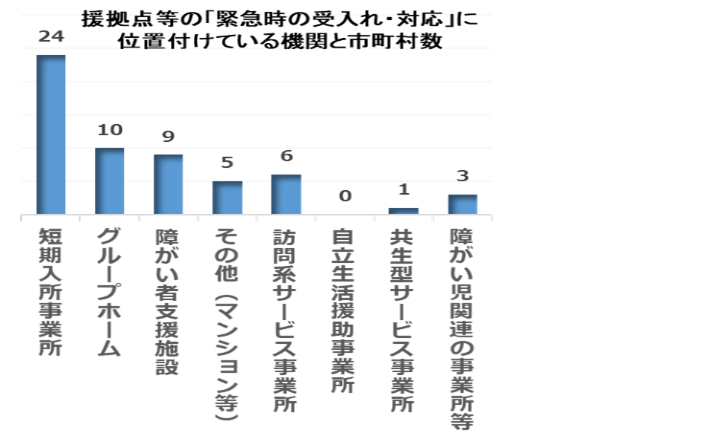 援拠点等の「緊急時の受入れ・対応」に
位置付けている機関と市町村数
24
10
9
5
6
0
1
3
短期入所事業所
グループホーム
障がい者支援施設
その他（マンション等）
訪問系サービス事業所
自立生活援助事業所
共生型サービス事業所
障がい児関連の事業所等